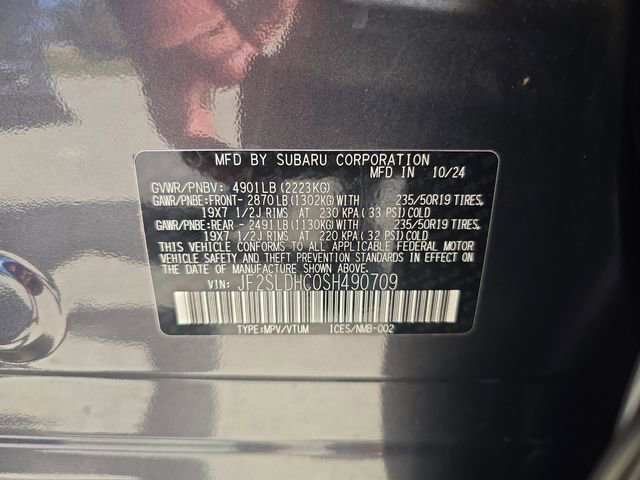 MFD BY SUBARU CORPORATION
MFD IN 10/24
GVWR/PNBV: 4901LB (2223KG)
GAWR/PNBE:FRONT- 2870LB (1302KG)WITH 235/50R19 TIRES,
19X7 1/2J RIMS AT 230 KPA (33 PSI)COLD
GAWR/PNBE:REAR - 2491LB (1130KG)WITH 235/50R19 TIRES,
19X7 1/2J RIMS AT 220 KPA (32 PSI)COLD
THIS VEHICLE CONFORMS TO ALL APPLICABLE FEDERAL MOTOR
VEHICLE SAFETY AND THEFT PREVENTION STANDARDS IN EFFECT ON
THE DATE OF MANUFACTURE SHOWN ABOVE.
VIN: JF2SLDHC0SH490709
TYPE:MPV/VTUM ICES/NMB-002